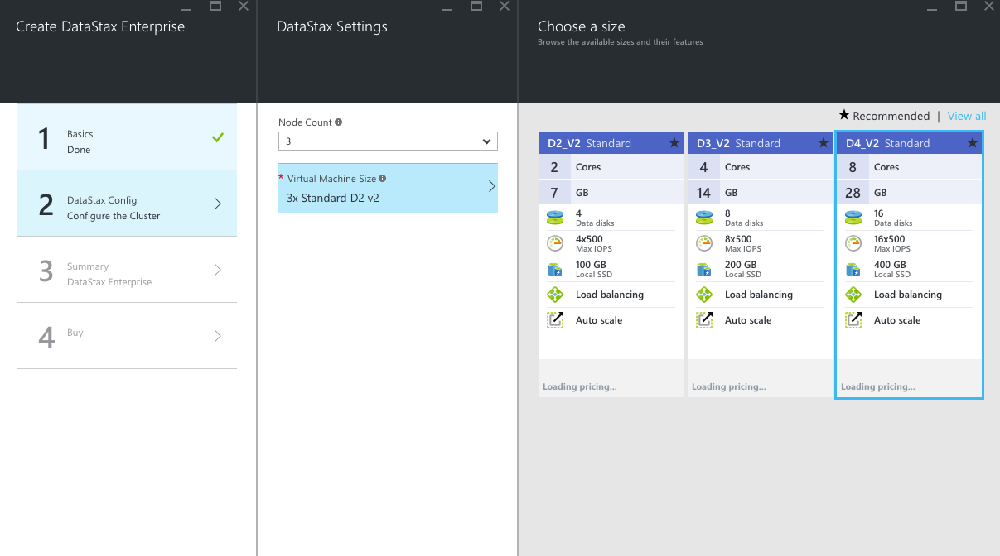 Create DataStax Enterprise
1
Basics
Done
2
DataStax Config
Configure the Cluster
3
Summary
DataStax Enterprise
4
Buy
DataStax Settings
Node Count
3
* Virtual Machine Size
3x Standard D2 v2
Choose a size
Browse the available sizes and their features
★ Recommended | View all
D2_V2 Standard ★
2 Cores
7 GB
4
Data disks
4x500
Max IOPS
100 GB
Local SSD
Load balancing
Auto scale
Loading pricing...
D3_V2 Standard ★
4 Cores
14 GB
8
Data disks
8x500
Max IOPS
200 GB
Local SSD
Load balancing
Auto scale
Loading pricing...
D4_V2 Standard ★
8 Cores
28 GB
16
Data disks
16x500
Max IOPS
400 GB
Local SSD
Load balancing
Auto scale
Loading pricing...